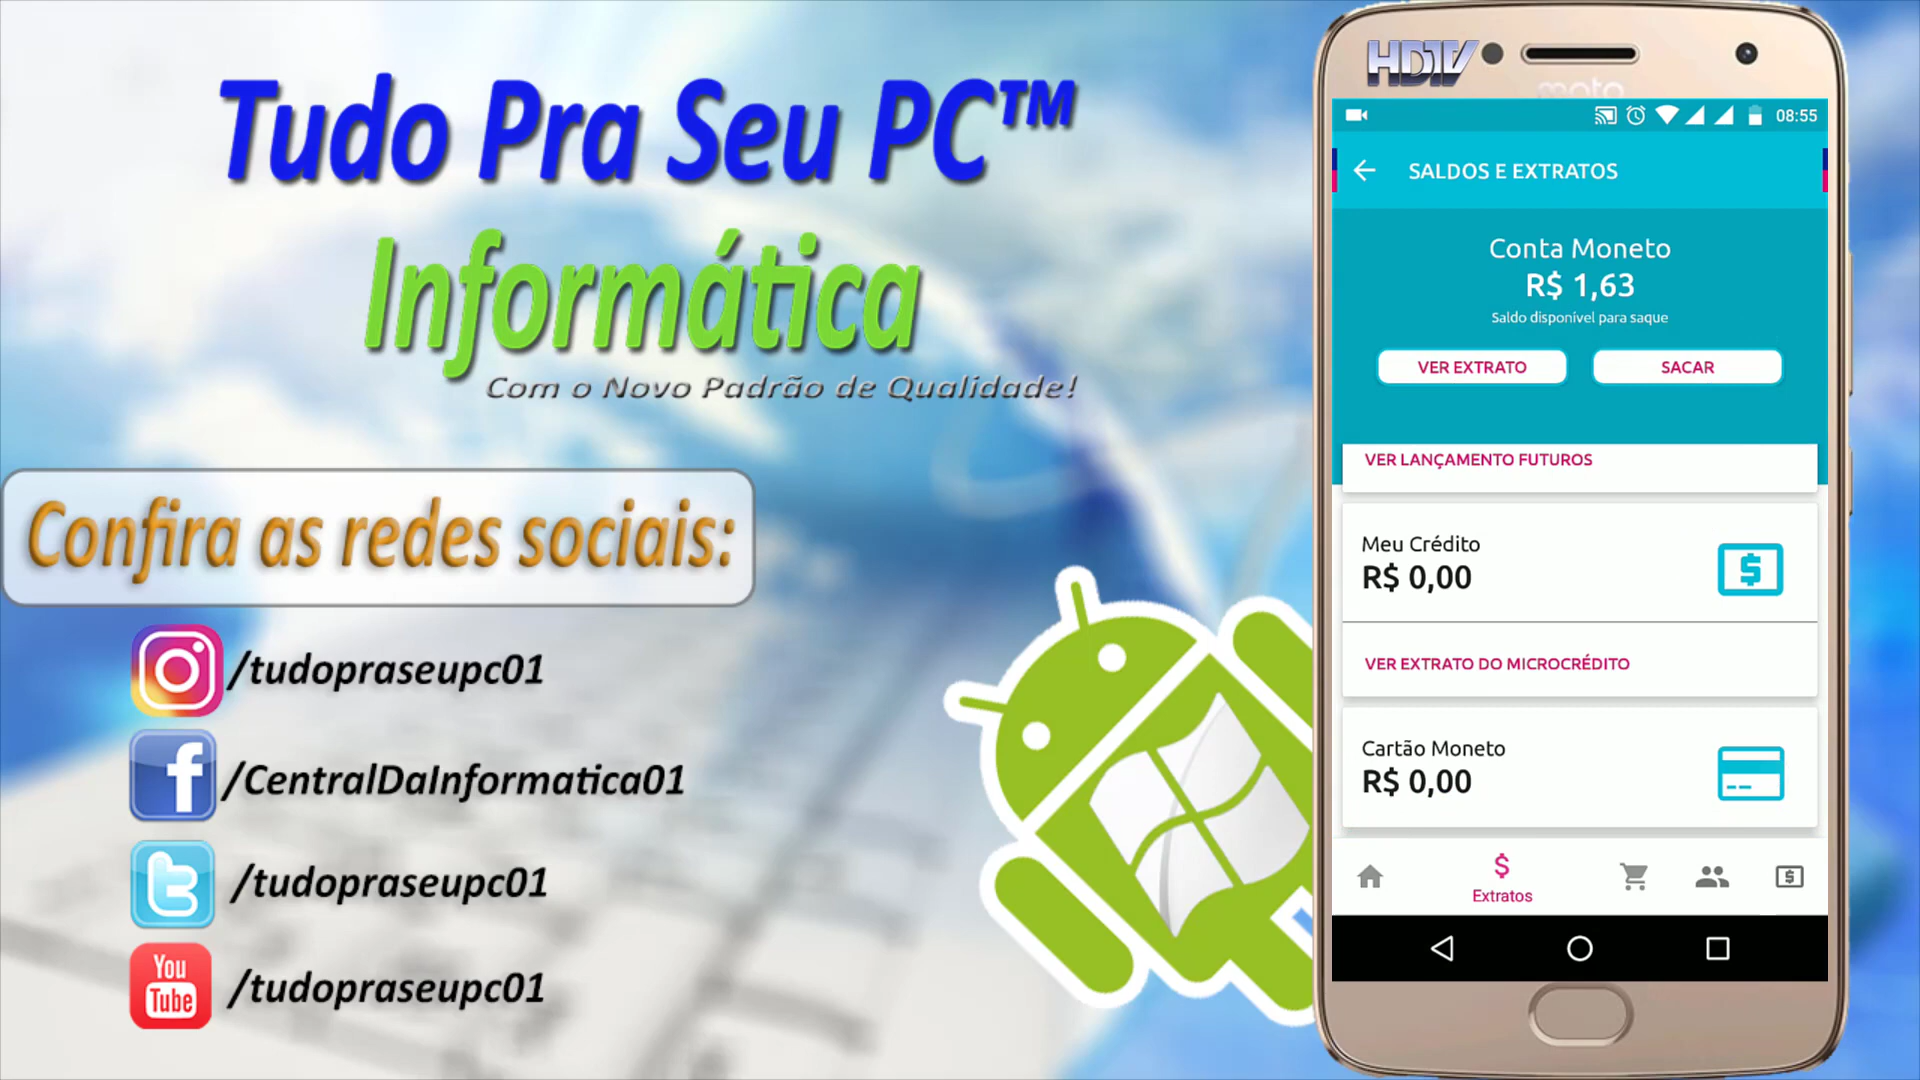 Tudo Pra Seu PC™
Informática
Com o Novo Padrão de Qualidade!
Confira as redes sociais:
/tudopraseupc01
/CentralDaInformatica01
/tudopraseupc01
You
Tube
/tudopraseupc01
HDTV
moto
08:55
SALDOS E EXTRATOS
Conta Moneto
R$ 1,63
Saldo disponível para saque
VER EXTRATO
SACAR
VER LANÇAMENTO FUTUROS
Meu Crédito
R$ 0,00
VER EXTRATO DO MICROCRÉDITO
Cartão Moneto
R$ 0,00
Extratos